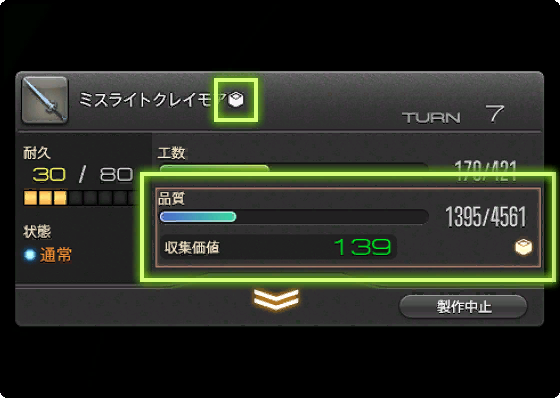 ミスライトクレイモア
TURN 7
耐久
30 / 80
工数
170/421
品質
1395/4561
状態
通常
収集価値 139
製作中止